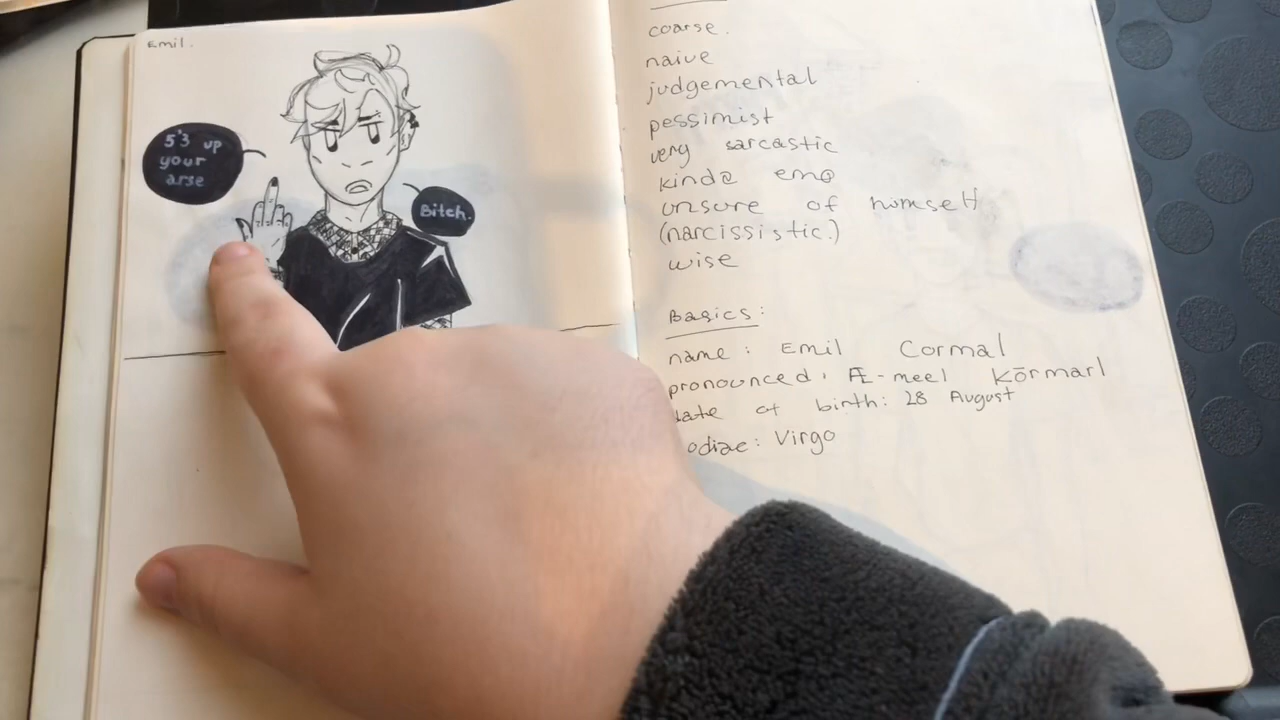 Emil.
5'3 up
your
arse
Bitch.
coarse.
naive
judgemental
pessimist
very sarcastic
kinda emo
unsure of himself
(narcissistic.)
wise
Basics:
name: Emil Cormal
pronounced: Æ-meel Kōrmarl
date of birth: 28 August
odiac: Virgo